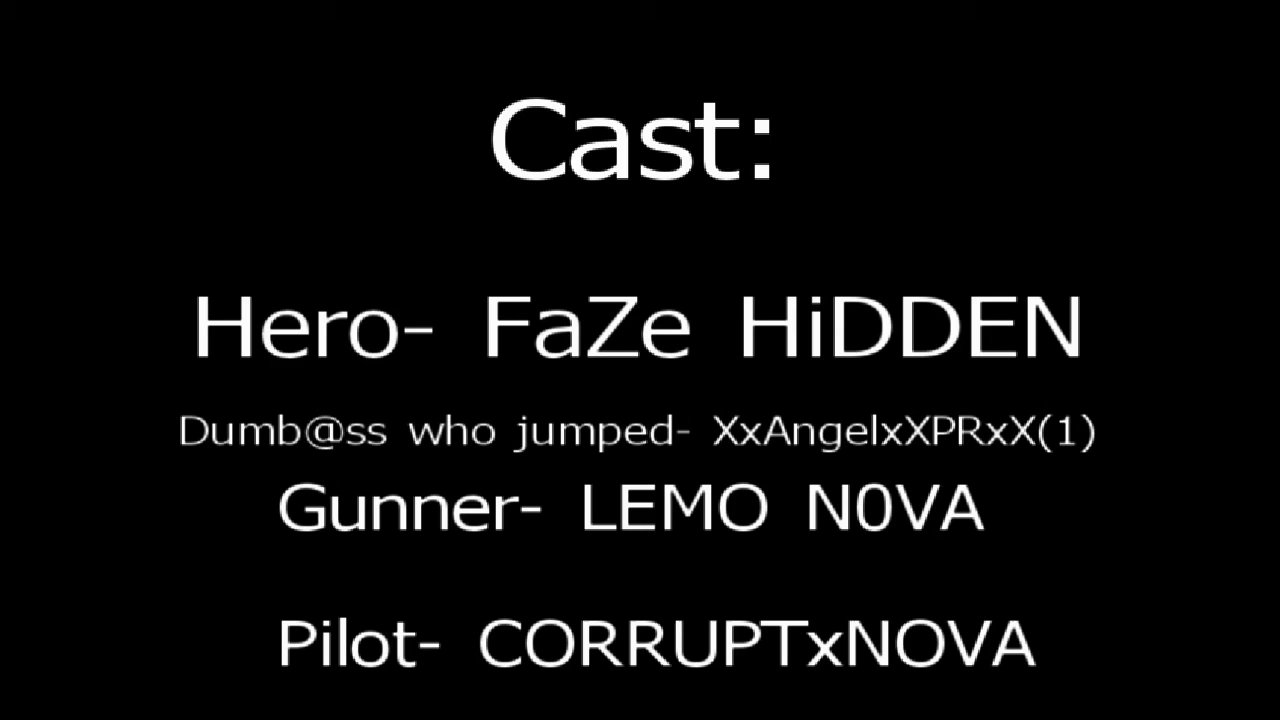 Cast:
Hero- FaZe HiDDEN
Dumb@ss who jumped- XxAngelxXPRxX(1)
Gunner- LEMO N0VA
Pilot- CORRUPTxNOVA